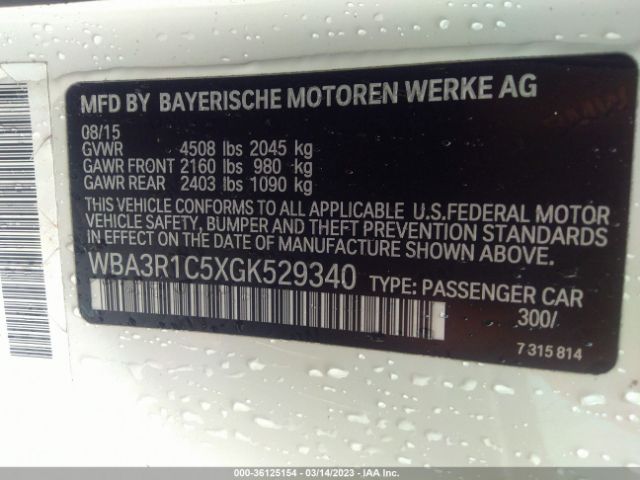 MFD BY BAYERISCHE MOTOREN WERKE AG
08/15
GVWR 4508 lbs 2045 kg
GAWR FRONT 2160 lbs 980 kg
GAWR REAR 2403 lbs 1090 kg
THIS VEHICLE CONFORMS TO ALL APPLICABLE U.S.FEDERAL MOTOR
VEHICLE SAFETY, BUMPER AND THEFT PREVENTION STANDARDS
IN EFFECT ON THE DATE OF MANUFACTURE SHOWN ABOVE.
WBA3R1C5XGK529340 TYPE: PASSENGER CAR
300/
7 315 814
000-36125154 - 03/14/2023 - IAA Inc.